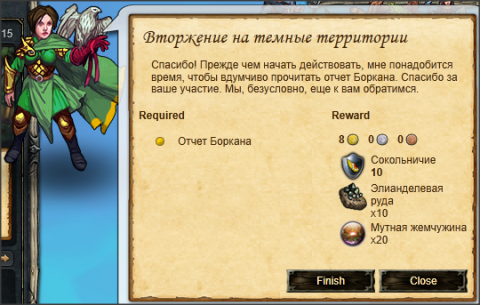 15
Вторжение на темные территории
Спасибо! Прежде чем начать действовать, мне понадобится
время, чтобы вдумчиво прочитать отчет Боркана. Спасибо за
ваше участие. Мы, безусловно, еще к вам обратимся.
Required
Reward
Отчет Боркана
8 0 0
Сокольничие
10
Элианделевая
руда
x10
Мутная жемчужина
x20
Finish
Close